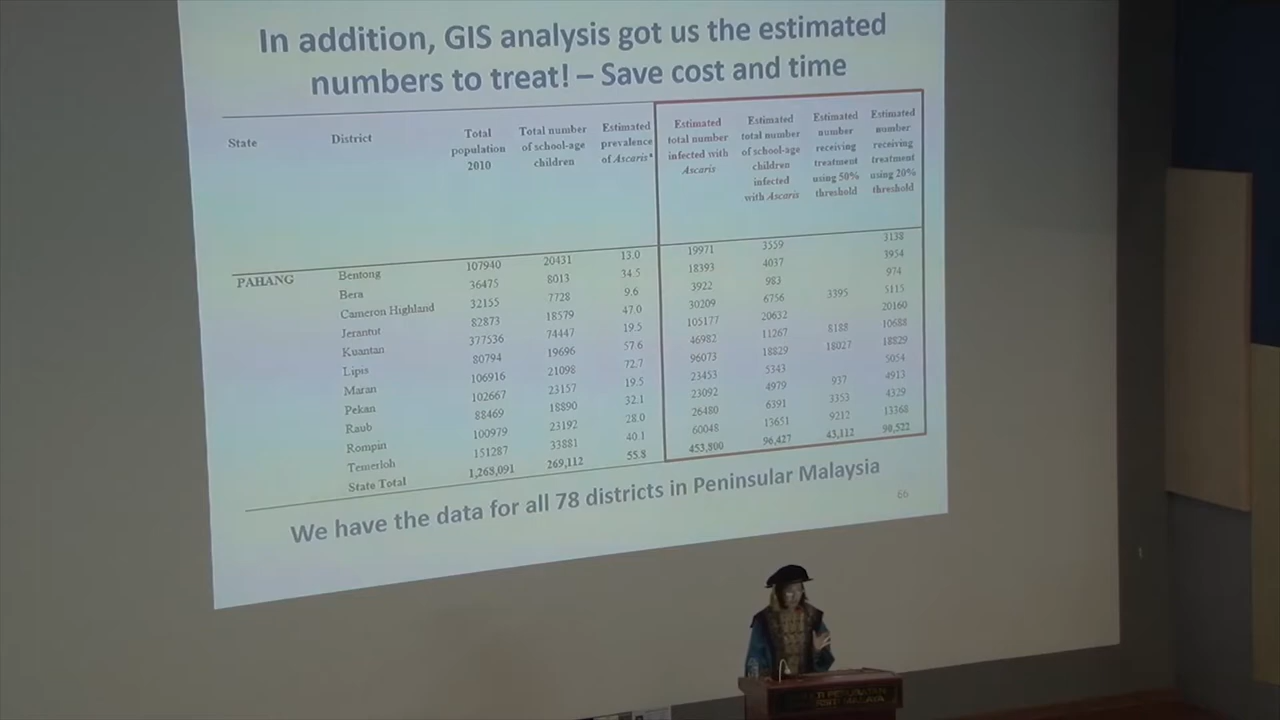 In addition, GIS analysis got us the estimated
numbers to treat! – Save cost and time
State District Total population 2010 Total number of school-age children Estimated prevalence of Ascaris* Estimated total number infected with Ascaris Estimated total number of school-age children infected with Ascaris Estimated number receiving treatment using 50% threshold Estimated number receiving treatment using 20% threshold
PAHANG Bentong 107940 20431 13.0 19971 3559 3138
Bera 36475 8013 34.5 18393 4037 3954
Cameron Highland 32155 7728 9.6 3922 983 974
Jerantut 82873 18579 47.0 30209 6756 3395 5115
Kuantan 377536 74447 19.5 105177 20632 20160
Lipis 80794 19696 57.6 46982 11267 8188 10688
Maran 106916 21098 72.7 96073 18829 18027 18829
Pekan 102667 23157 19.5 23453 5343 5054
Raub 88469 18890 32.1 23092 4979 937 4913
Rompin 100979 23192 28.0 26480 6391 3353 4329
Temerloh 151287 33881 40.1 60048 13651 9212 13368
State Total 1,268,091 269,112 55.8 453,800 96,427 43,112 90,522
We have the data for all 78 districts in Peninsular Malaysia
66
PERUBATAN
MALAYA